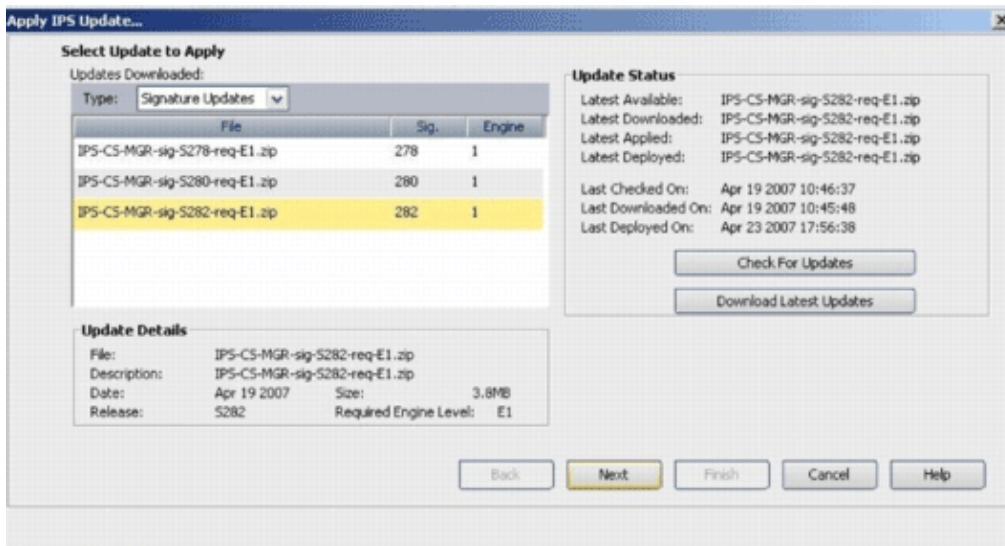 Apply IPS Update...
Select Update to Apply
Updates Downloaded:
Type: Signature Updates
File Sig. Engine
IPS-CS-MGR-sig-S278-req-E1.zip 278 1
IPS-CS-MGR-sig-S280-req-E1.zip 280 1
IPS-CS-MGR-sig-S282-req-E1.zip 282 1
Update Details
File: IPS-CS-MGR-sig-S282-req-E1.zip
Description: IPS-CS-MGR-sig-S282-req-E1.zip
Date: Apr 19 2007 Size: 3.8MB
Release: S282 Required Engine Level: E1
Update Status
Latest Available: IPS-CS-MGR-sig-S282-req-E1.zip
Latest Downloaded: IPS-CS-MGR-sig-S282-req-E1.zip
Latest Applied: IPS-CS-MGR-sig-S282-req-E1.zip
Latest Deployed: IPS-CS-MGR-sig-S282-req-E1.zip
Last Checked On: Apr 19 2007 10:46:37
Last Downloaded On: Apr 19 2007 10:45:48
Last Deployed On: Apr 23 2007 17:56:38
Check For Updates
Download Latest Updates
Back Next Finish Cancel Help